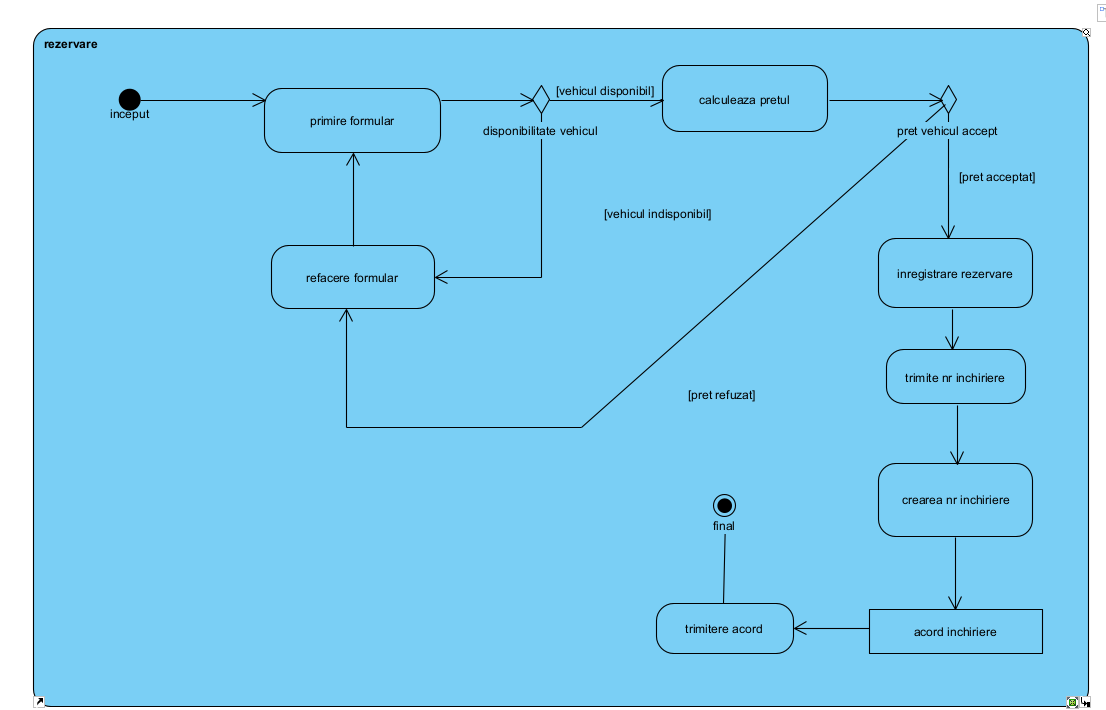 rezervare
inceput
primire formular
[vehicul disponibil]
disponibilitate vehicul
calculeaza pretul
pret vehicul accept
[pret acceptat]
[vehicul indisponibil]
refacere formular
inregistrare rezervare
trimite nr inchiriere
[pret refuzat]
crearea nr inchiriere
final
trimitere acord
acord inchiriere